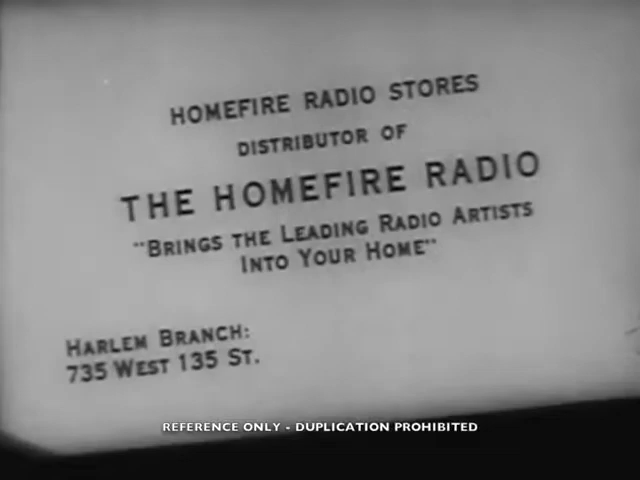 HOMEFIRE RADIO STORES
DISTRIBUTOR OF
THE HOMEFIRE RADIO
"BRINGS THE LEADING RADIO ARTISTS
INTO YOUR HOME"
HARLEM BRANCH:
735 WEST 135 ST.
REFERENCE ONLY - DUPLICATION PROHIBITED